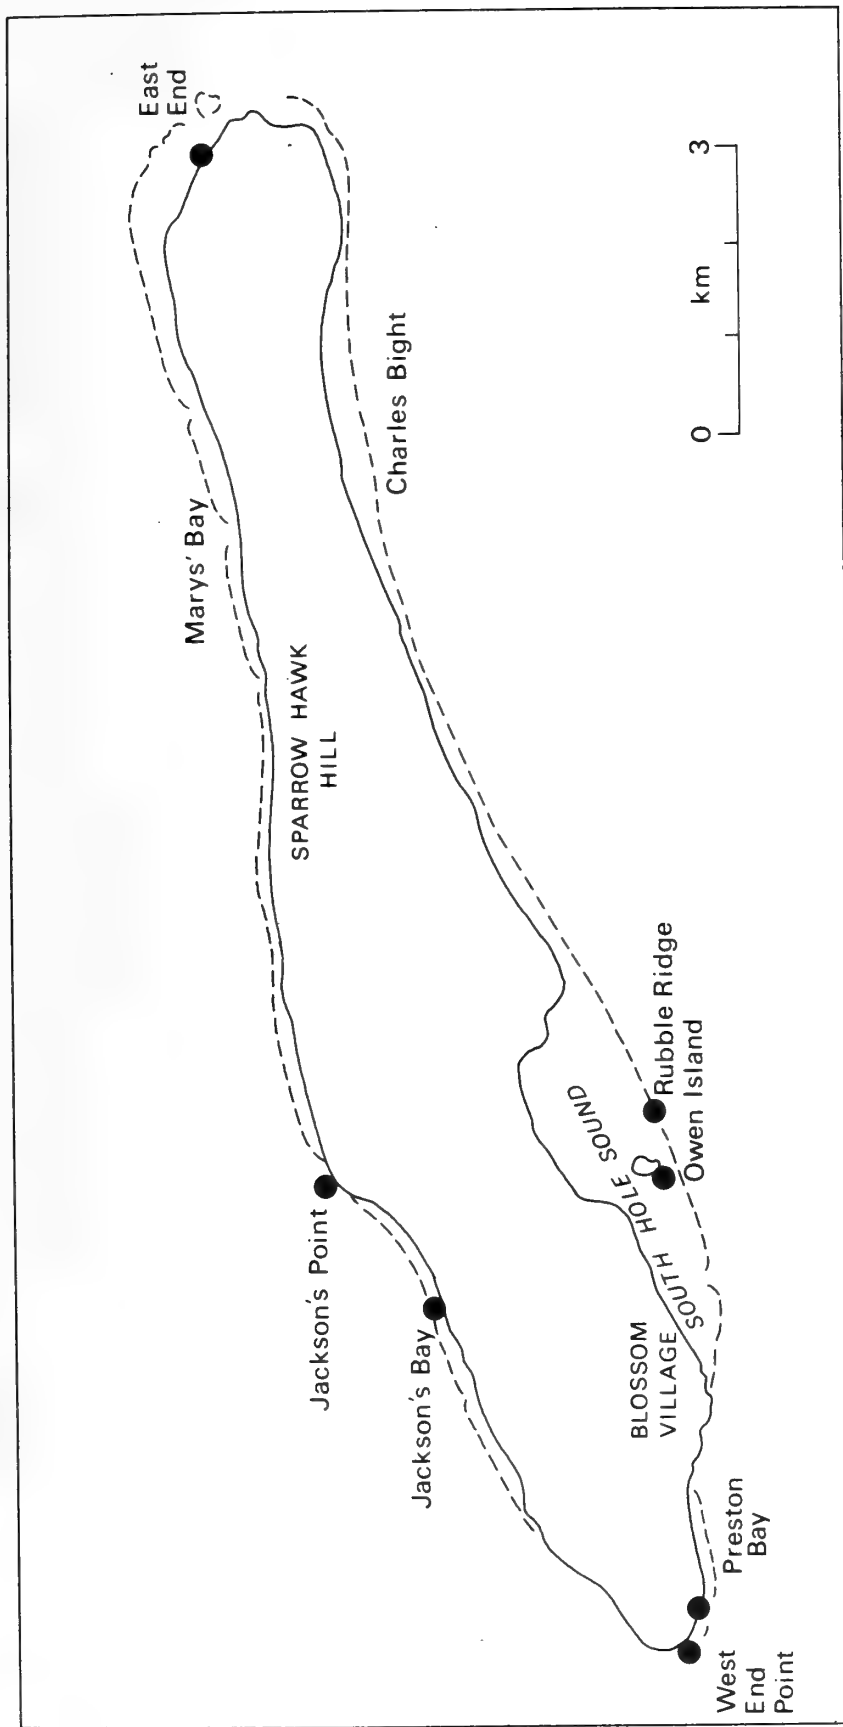 East
End
Marys' Bay
SPARROW HAWK
HILL
Charles Bight
0 km 3
Jackson's Point
Jackson's Bay
SOUTH HOLE SOUND
Rubble Ridge
Owen Island
BLOSSOM
VILLAGE
Preston
Bay
West
End
Point